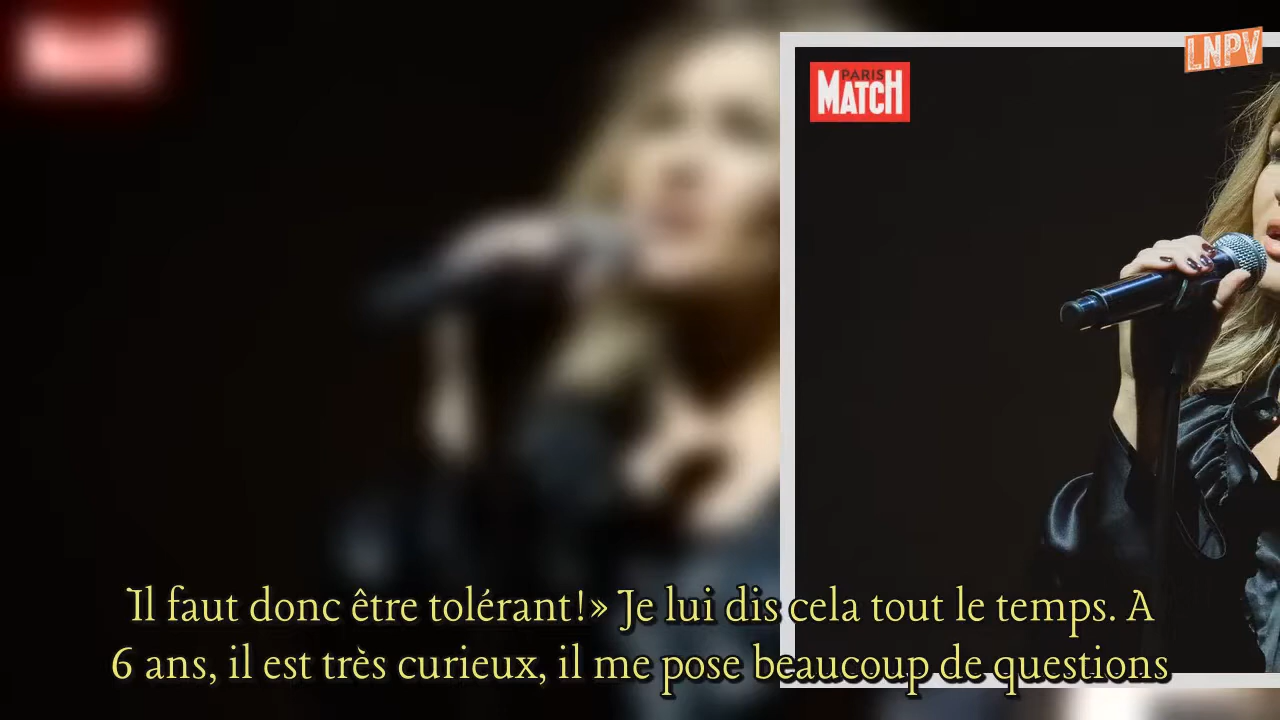 LNPV
PARIS
MATCH
Il faut donc être tolérant!» Je lui dis cela tout le temps. A
6 ans, il est très curieux, il me pose beaucoup de questions